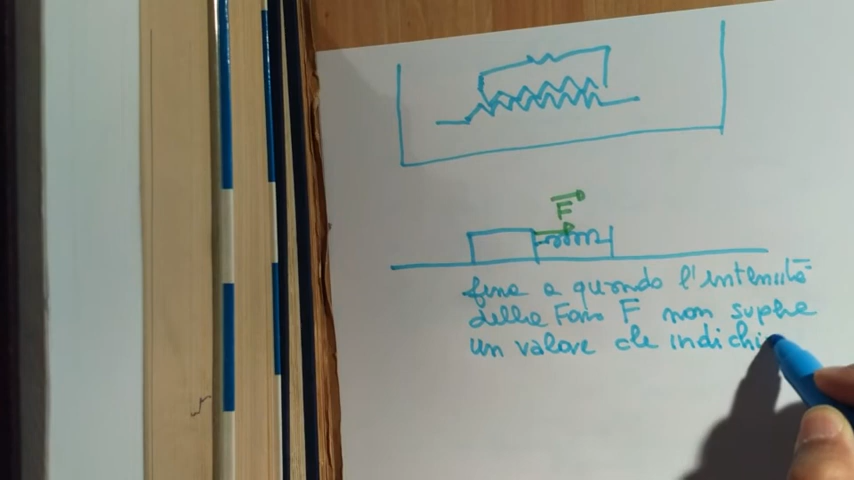 F
fino a quando l'intensità
della Forza F non supera
un valore che indichi